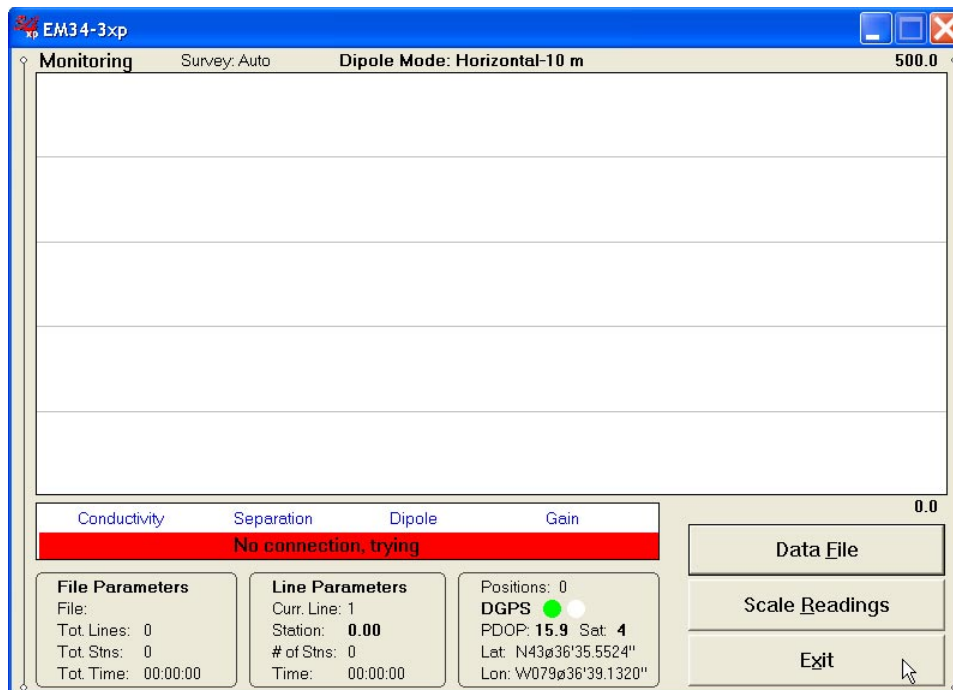 EM34-3xp
Monitoring Survey: Auto Dipole Mode: Horizontal-10 m 500.0
0.0
Conductivity Separation Dipole Gain
No connection, trying
Data File
Scale Readings
Exit
File Parameters
File:
Tot. Lines: 0
Tot. Stns: 0
Tot. Time: 00:00:00
Line Parameters
Curr. Line: 1
Station: 0.00
# of Stns: 0
Time: 00:00:00
Positions: 0
DGPS
PDOP: 15.9 Sat: 4
Lat: N43ø36'35.5524"
Lon: W079ø36'39.1320"